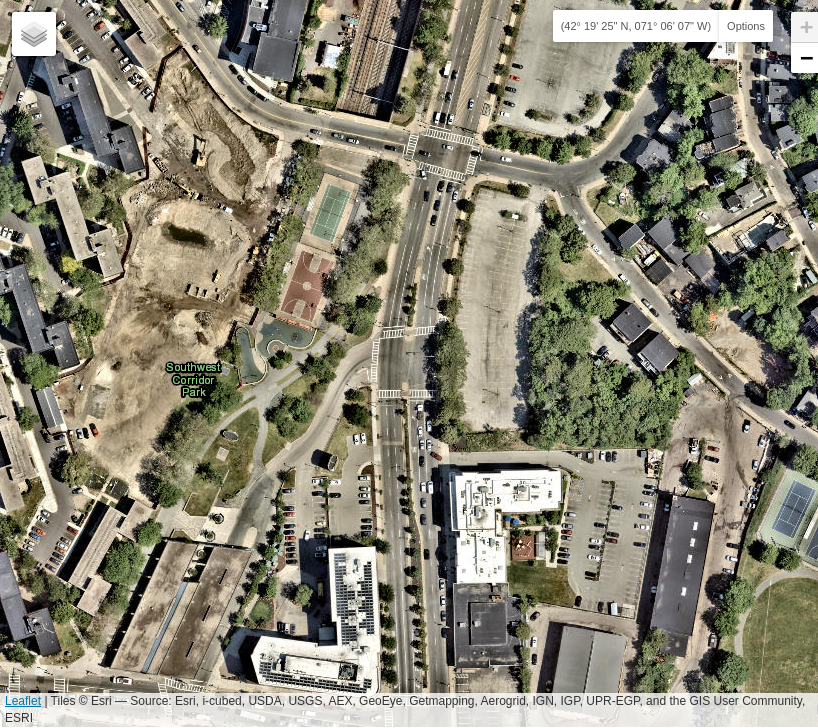 (42° 19' 25" N, 071° 06' 07" W)
Options
+
−
Southwest
Corridor
Park
Leaflet | Tiles © Esri — Source: Esri, i-cubed, USDA, USGS, AEX, GeoEye, Getmapping, Aerogrid, IGN, IGP, UPR-EGP, and the GIS User Community,
ESRI